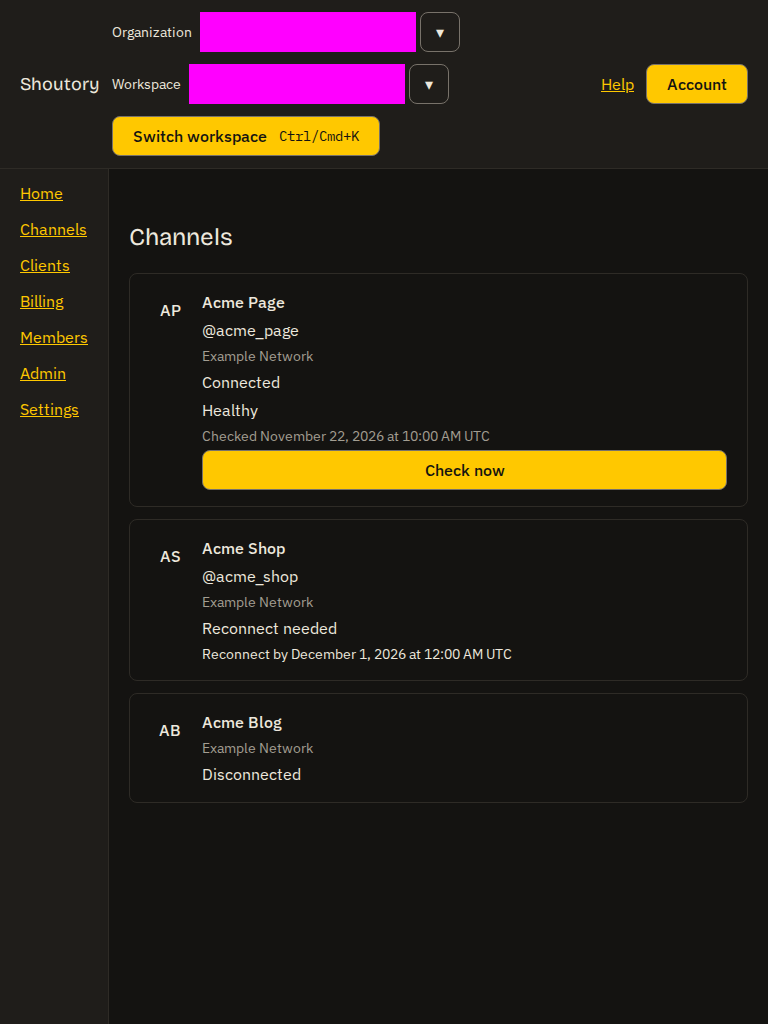 Organization ▼
Shoutory
Workspace ▼
Help
Account
Switch workspace Ctrl/Cmd+K
Home
Channels
Clients
Billing
Members
Admin
Settings
Channels
AP
Acme Page
@acme_page
Example Network
Connected
Healthy
Checked November 22, 2026 at 10:00 AM UTC
Check now
AS
Acme Shop
@acme_shop
Example Network
Reconnect needed
Reconnect by December 1, 2026 at 12:00 AM UTC
AB
Acme Blog
Example Network
Disconnected